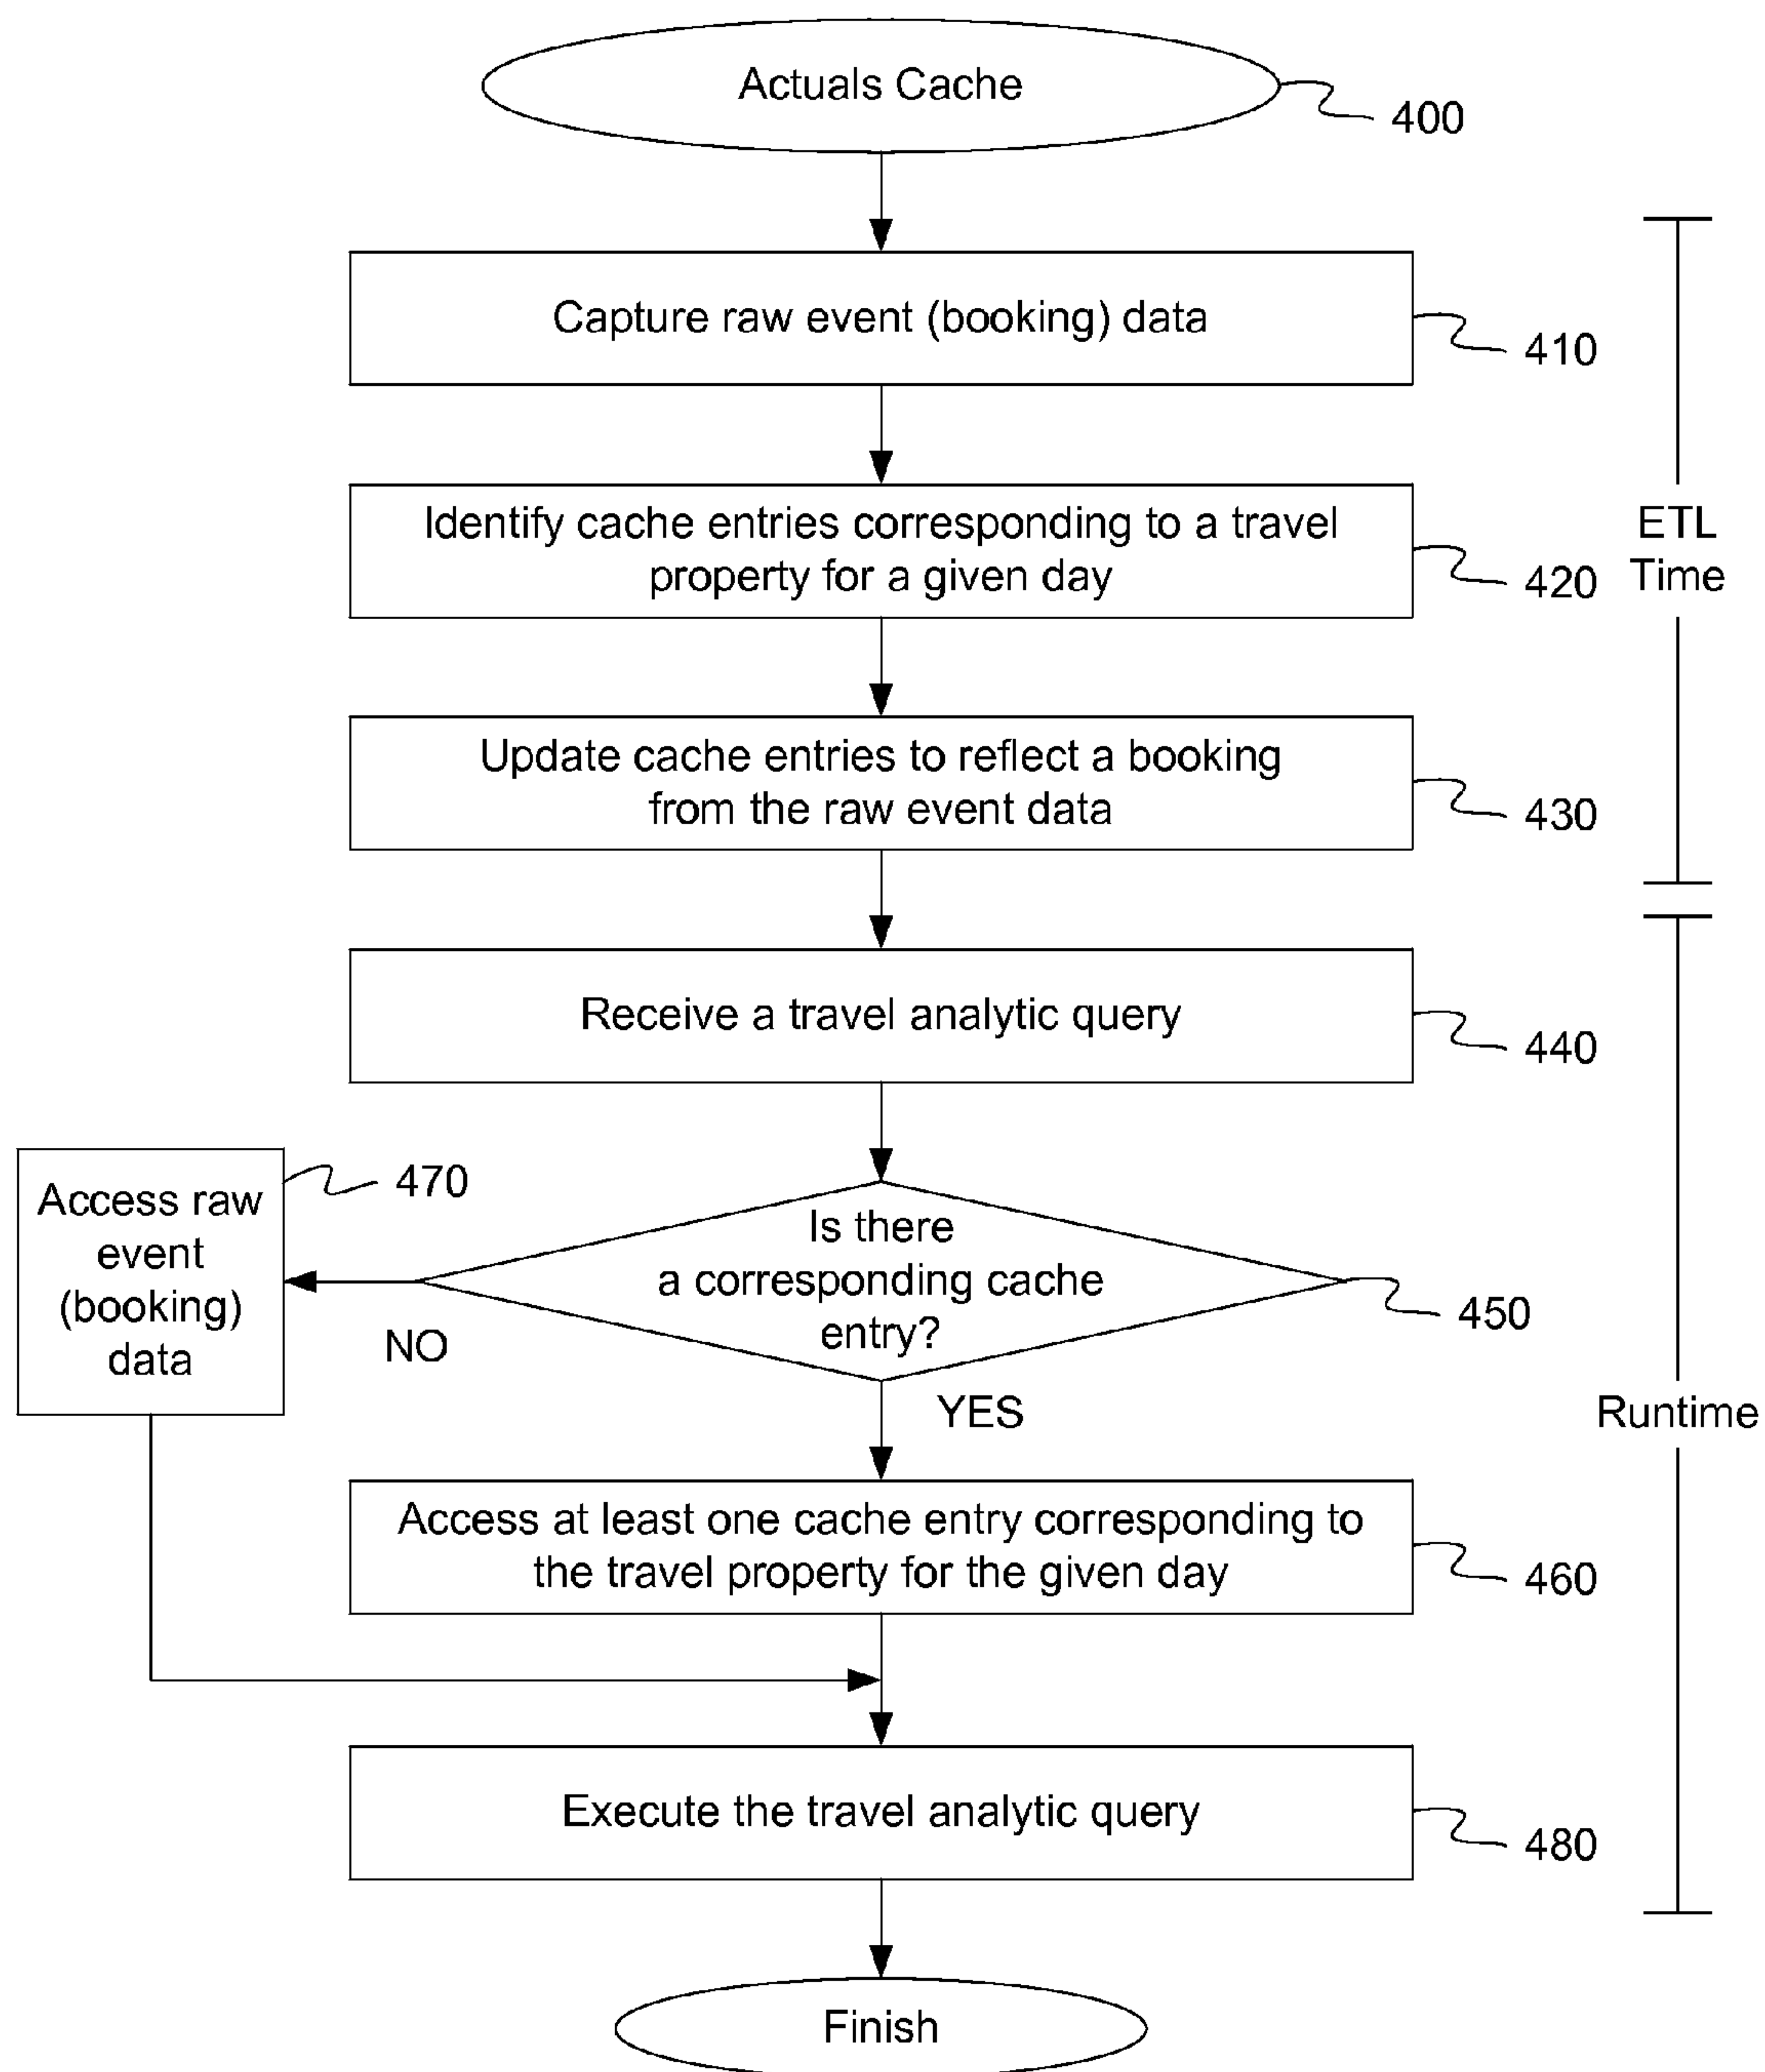 Actuals Cache
400
Capture raw event (booking) data
410
Identify cache entries corresponding to a travel
property for a given day
420
ETL
Time
Update cache entries to reflect a booking
from the raw event data
430
Receive a travel analytic query
440
Access raw
event
(booking)
data
470
Is there
a corresponding cache
entry?
450
NO
YES
Runtime
Access at least one cache entry corresponding to
the travel property for the given day
460
Execute the travel analytic query
480
Finish